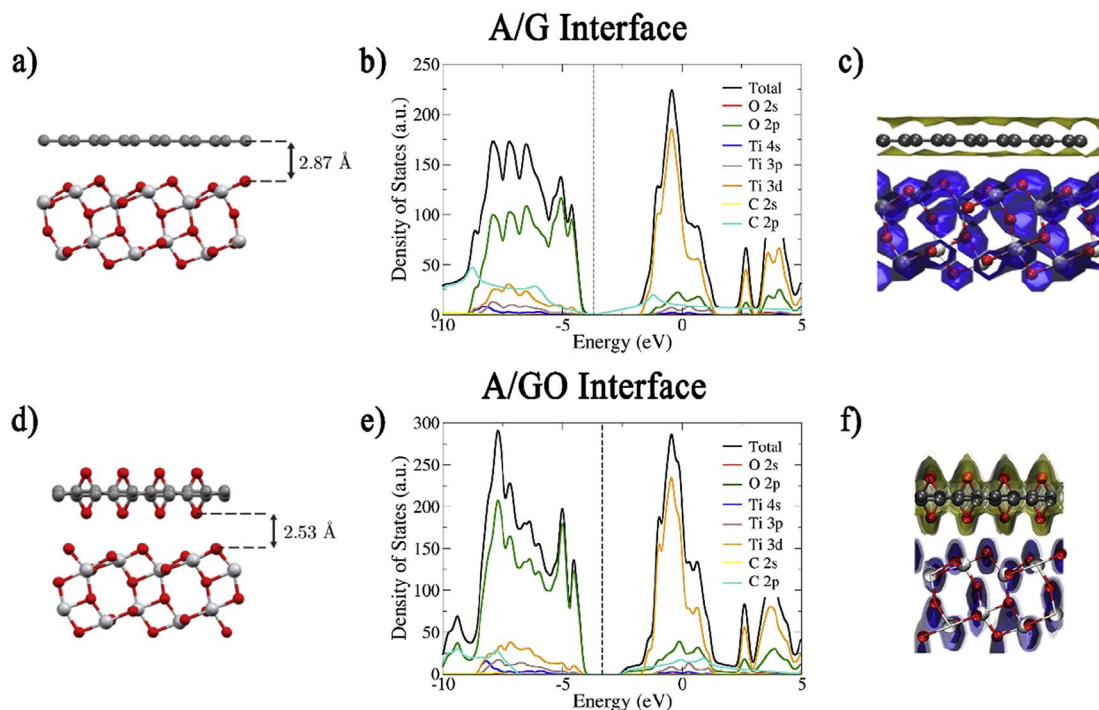 A/G Interface
a)
2.87 Å
b)
Density of States (a.u.)
250
200
150
100
50
0
-10
-5
0
5
Energy (eV)
Total
O 2s
O 2p
Ti 4s
Ti 3p
Ti 3d
C 2s
C 2p
c)
A/GO Interface
d)
2.53 Å
e)
Density of States (a.u.)
300
250
200
150
100
50
0
-10
-5
0
5
Energy (eV)
Total
O 2s
O 2p
Ti 4s
Ti 3p
Ti 3d
C 2s
C 2p
f)